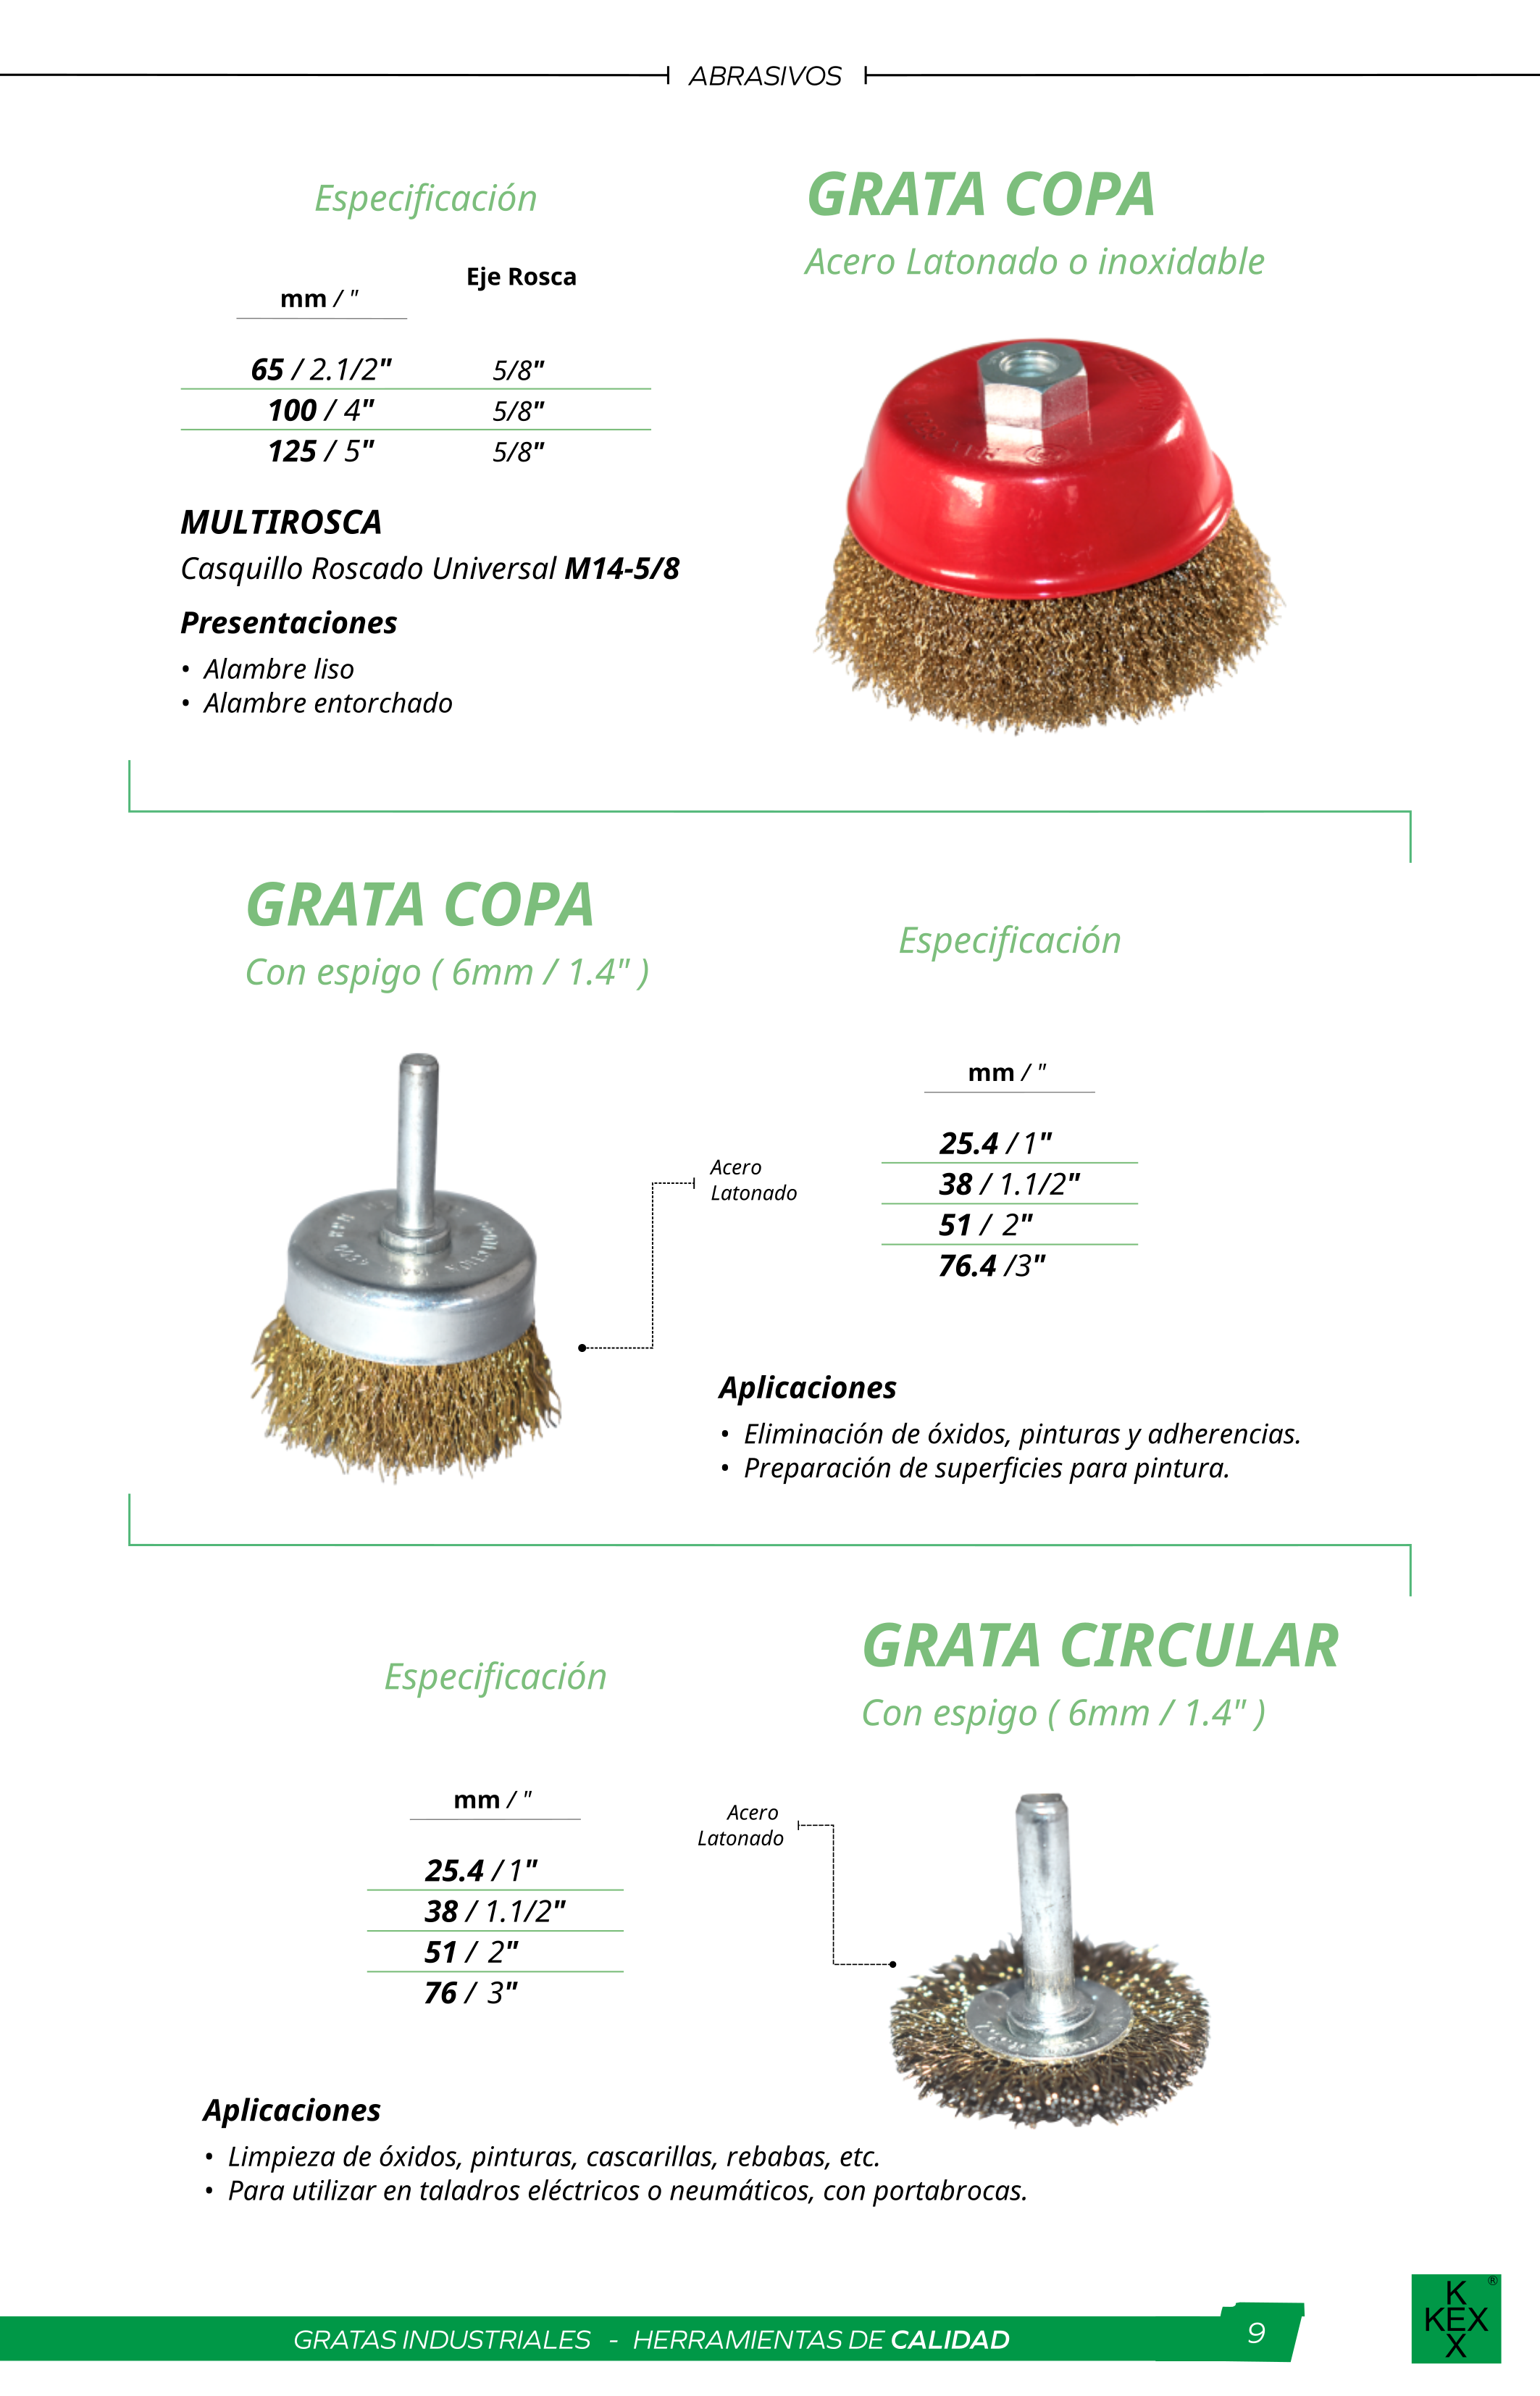 ABRASIVOS
Especificación
mm / "
Eje Rosca
65 / 2.1/2"
5/8"
100 / 4"
5/8"
125 / 5"
5/8"
MULTIROSCA
Casquillo Roscado Universal M14-5/8
Presentaciones
• Alambre liso
• Alambre entorchado
GRATA COPA
Acero Latonado o inoxidable
GRATA COPA
Con espigo ( 6mm / 1.4" )
Acero
Latonado
Especificación
mm / "
25.4 / 1"
38 / 1.1/2"
51 / 2"
76.4 /3"
Aplicaciones
• Eliminación de óxidos, pinturas y adherencias.
• Preparación de superficies para pintura.
GRATA CIRCULAR
Con espigo ( 6mm / 1.4" )
Especificación
mm / "
25.4 / 1"
38 / 1.1/2"
51 / 2"
76 / 3"
Acero
Latonado
Aplicaciones
• Limpieza de óxidos, pinturas, cascarillas, rebabas, etc.
• Para utilizar en taladros eléctricos o neumáticos, con portabrocas.
GRATAS INDUSTRIALES - HERRAMIENTAS DE CALIDAD
9
K ®
KEX
X